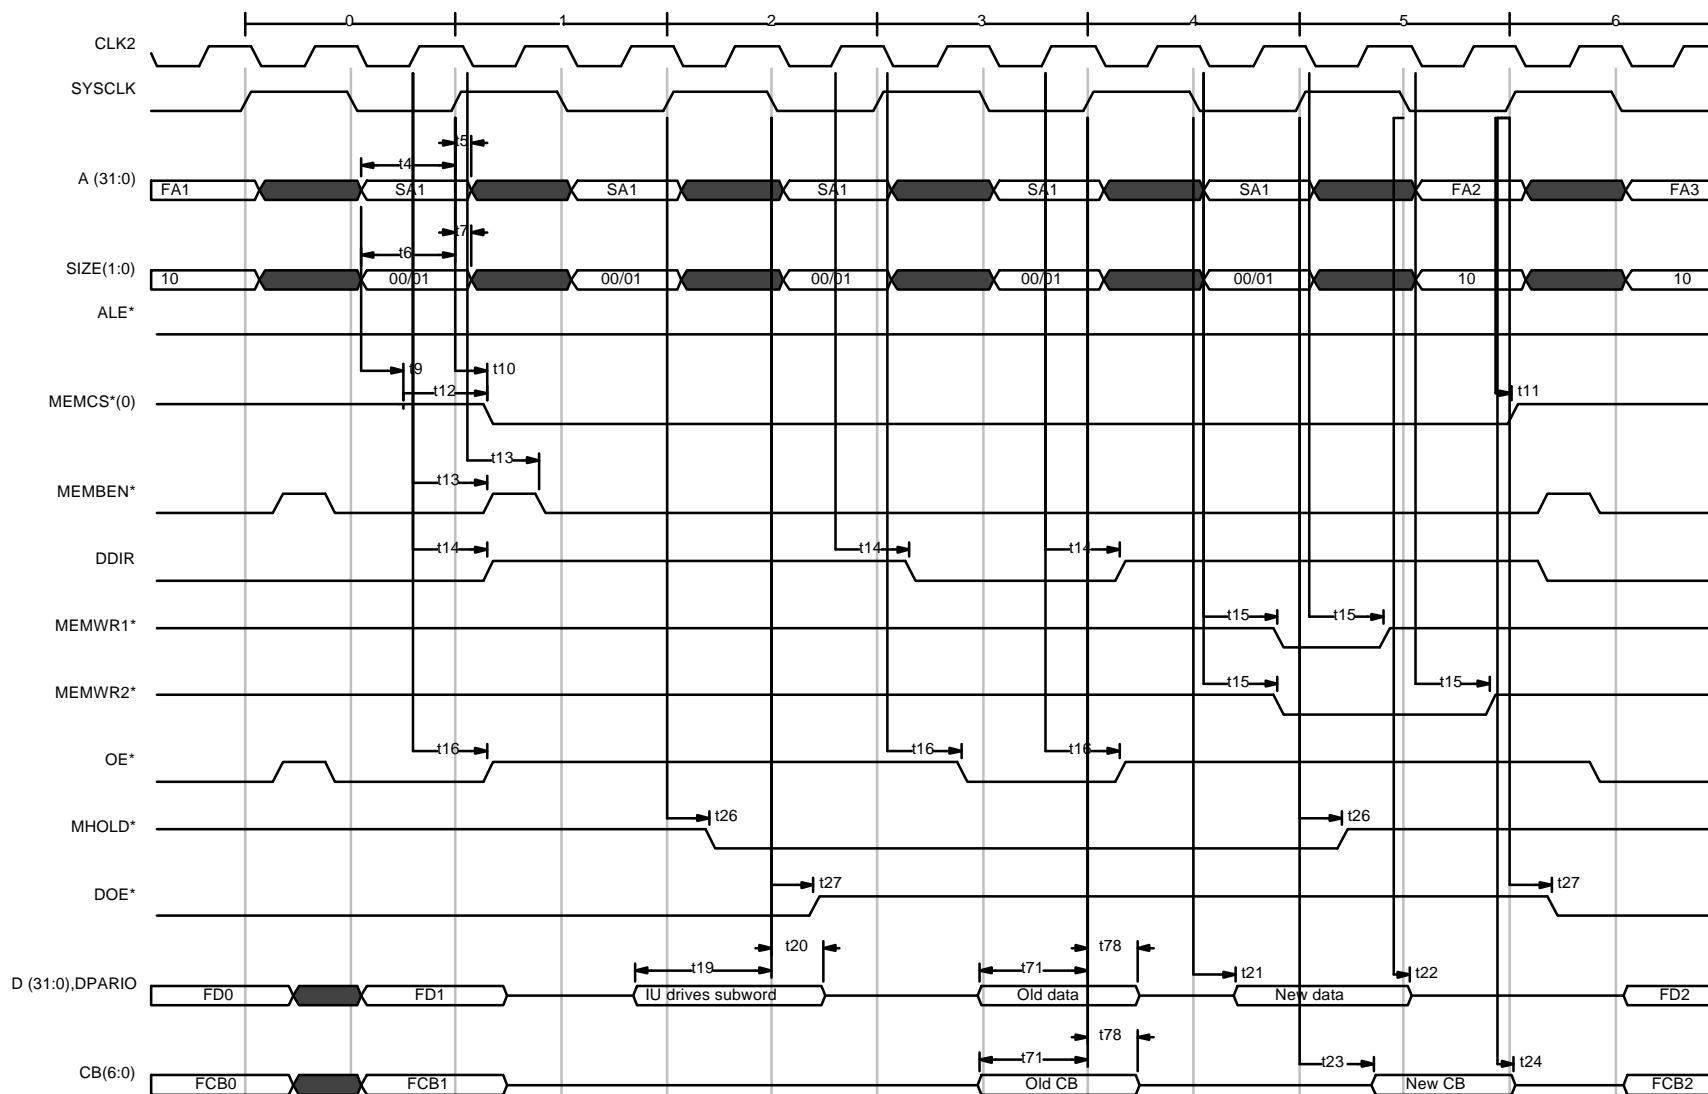 0 1 2 3 4 5 6
CLK2
SYSCLK
t5
t4
A (31:0) FA1 SA1 SA1 SA1 SA1 SA1 FA2 FA3
t7
t6
SIZE(1:0) 10 00/01 00/01 00/01 00/01 00/01 10 10
ALE*
t9 t10
t12 t11
MEMCS*(0)
t13
t13
MEMBEN*
t14 t14 t14
DDIR
t15 t15
MEMWR1*
t15 t15
MEMWR2*
t16 t16 t16
OE*
t26 t26
MHOLD*
t27 t27
DOE*
t20 t78
t19 t71 t21 t22
D (31:0),DPARIO FD0 FD1 IU drives subword Old data New data FD2
t78
t71 t23 t24
CB(6:0) FCB0 FCB1 Old CB New CB FCB2